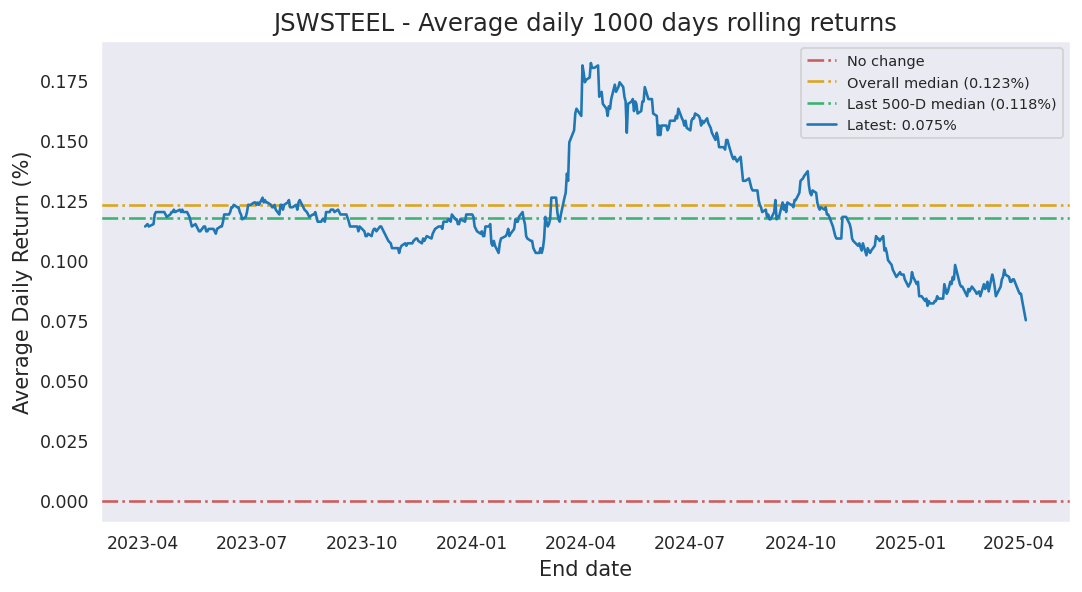 JSWSTEEL - Average daily 1000 days rolling returns
No change
Overall median (0.123%)
Last 500-D median (0.118%)
Latest: 0.075%
Average Daily Return (%)
0.175
0.150
0.125
0.100
0.075
0.050
0.025
0.000
2023-04 2023-07 2023-10 2024-01 2024-04 2024-07 2024-10 2025-01 2025-04
End date